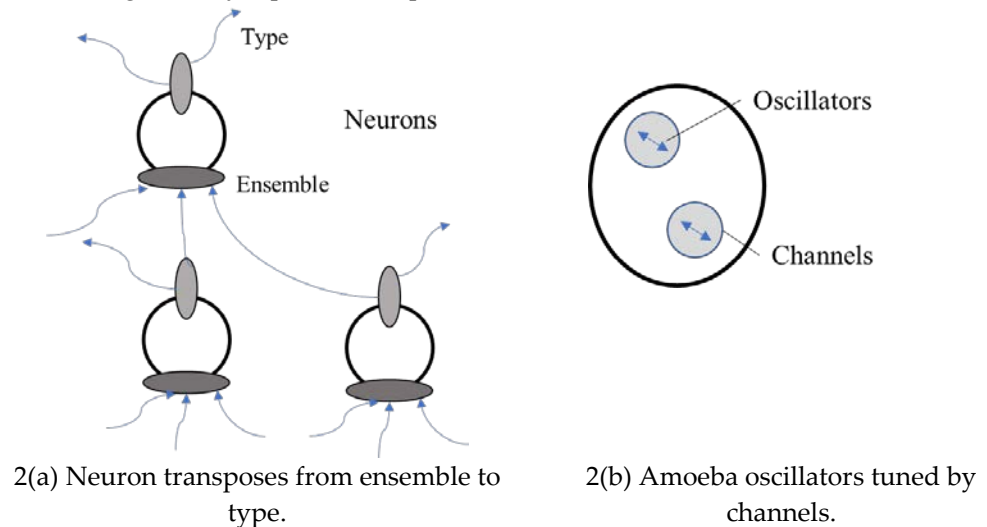 Type
Neurons
Ensemble
Oscillators
Channels
2(a) Neuron transposes from ensemble to
type.
2(b) Amoeba oscillators tuned by
channels.